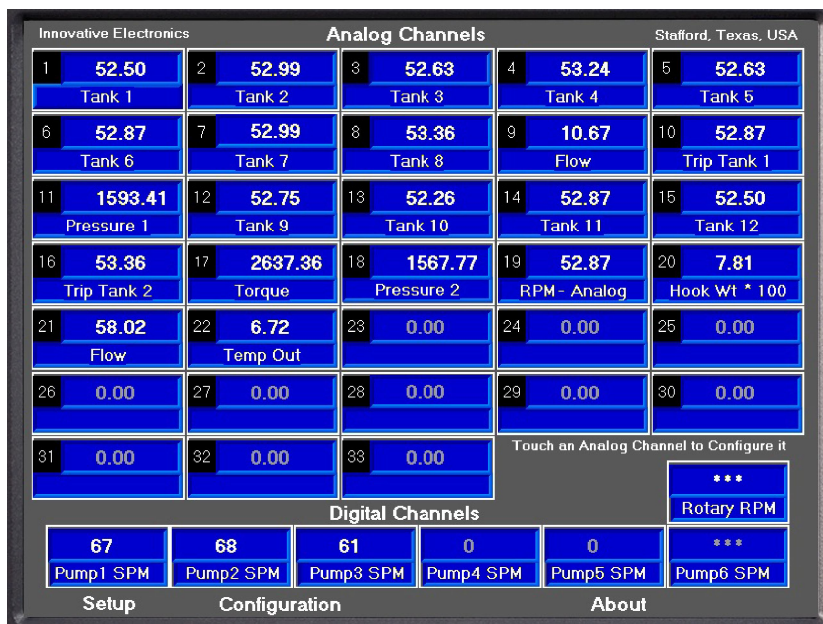 Innovative Electronics Analog Channels Stafford, Texas, USA
1 52.50 2 52.99 3 52.63 4 53.24 5 52.63
Tank 1 Tank 2 Tank 3 Tank 4 Tank 5
6 52.87 7 52.99 8 53.36 9 10.67 10 52.87
Tank 6 Tank 7 Tank 8 Flow Trip Tank 1
11 1593.41 12 52.75 13 52.26 14 52.87 15 52.50
Pressure 1 Tank 9 Tank 10 Tank 11 Tank 12
16 53.36 17 2637.36 18 1567.77 19 52.87 20 7.81
Trip Tank 2 Torque Pressure 2 RPM- Analog Hook Wt * 100
21 58.02 22 6.72 23 0.00 24 0.00 25 0.00
Flow Temp Out
26 0.00 27 0.00 28 0.00 29 0.00 30 0.00
31 0.00 32 0.00 33 0.00 Touch an Analog Channel to Configure it
***
Digital Channels Rotary RPM
67 68 61 0 0 ***
Pump1 SPM Pump2 SPM Pump3 SPM Pump4 SPM Pump5 SPM Pump6 SPM
Setup Configuration About